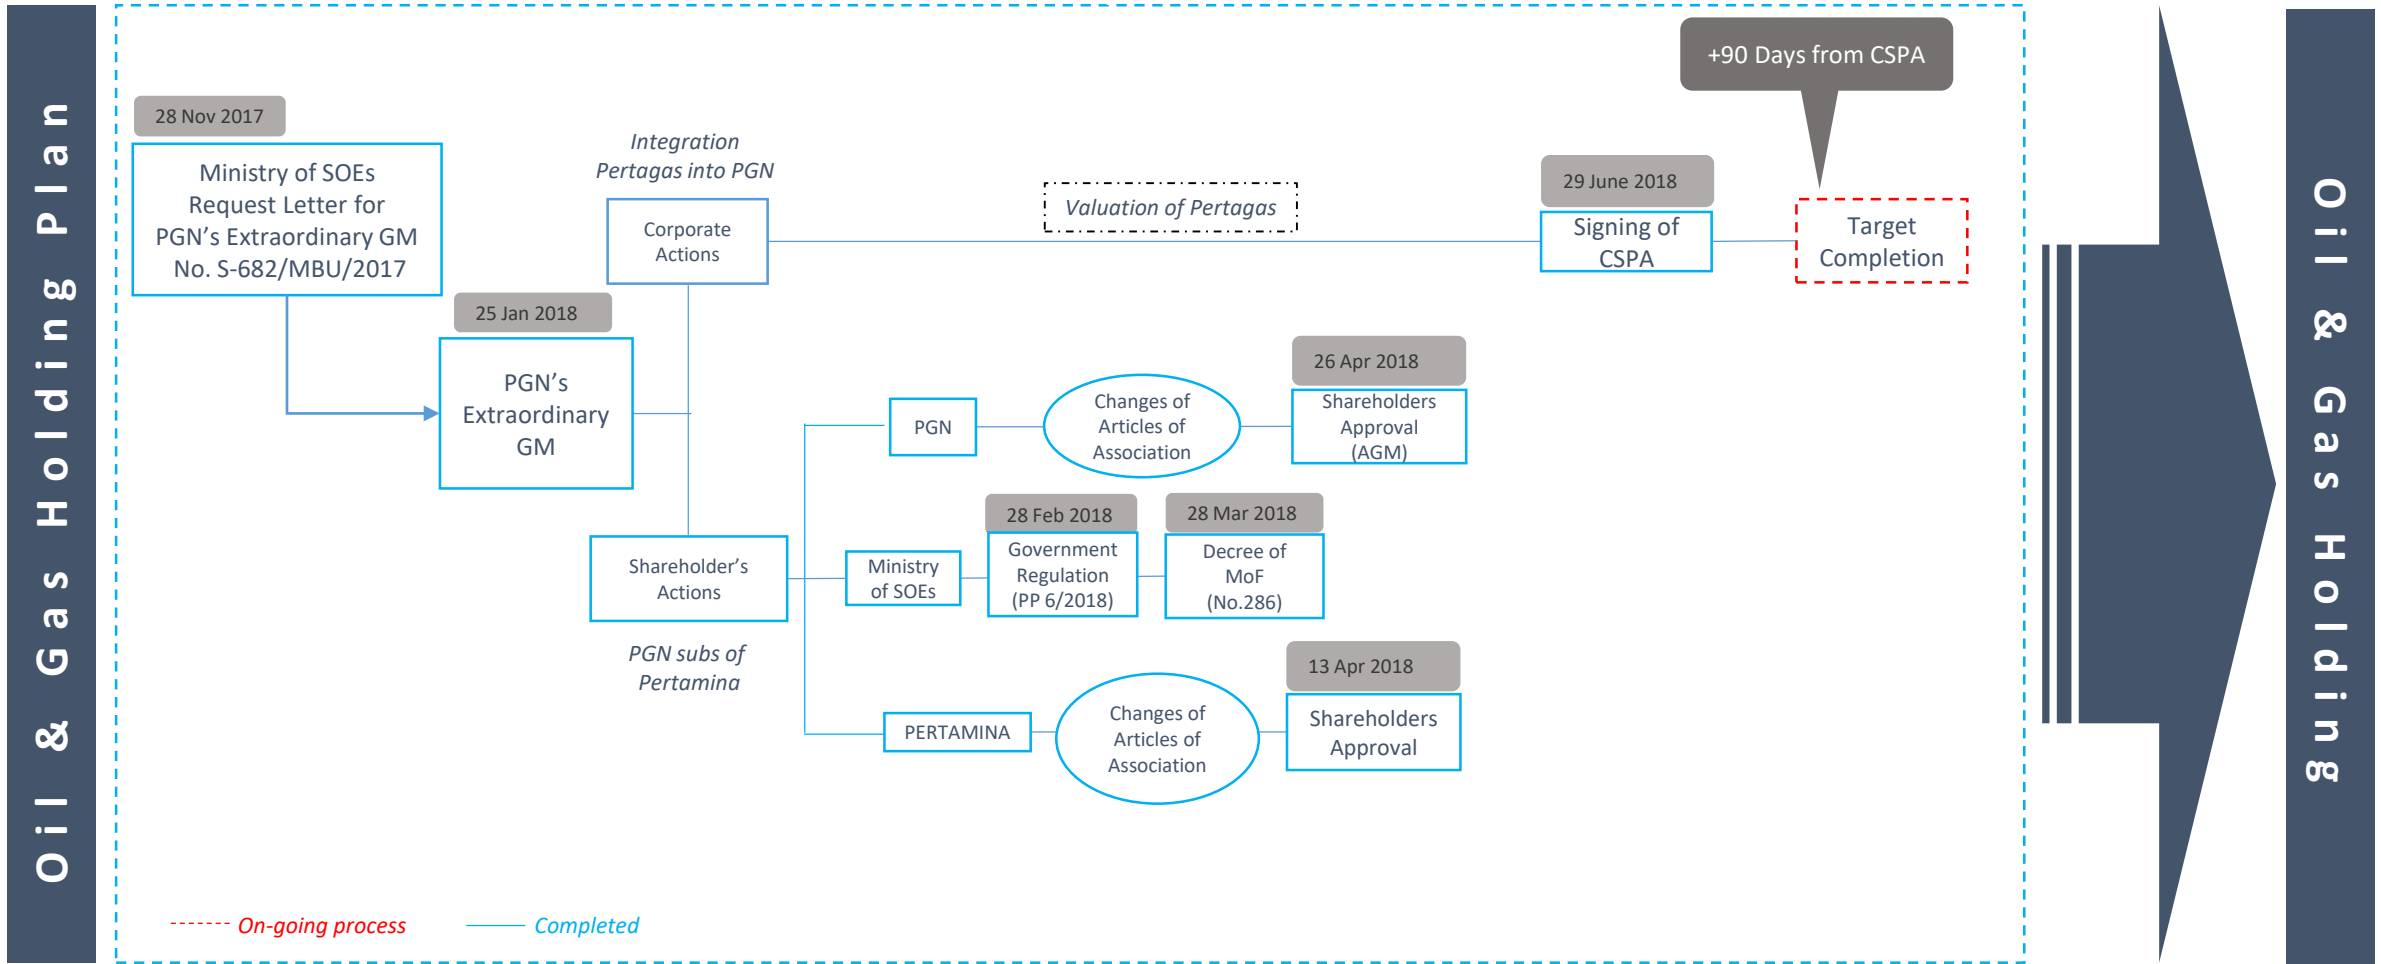 Oil & Gas Holding Plan
28 Nov 2017
Ministry of SOEs
Request Letter for
PGN’s Extraordinary GM
No. S-682/MBU/2017
25 Jan 2018
PGN’s
Extraordinary
GM
Integration
Pertagas into PGN
Corporate
Actions
Valuation of Pertagas
29 June 2018
Signing of
CSPA
+90 Days from CSPA
Target
Completion
Shareholder’s
Actions
PGN subs of
Pertamina
PGN
Changes of
Articles of
Association
26 Apr 2018
Shareholders
Approval
(AGM)
Ministry
of SOEs
28 Feb 2018
Government
Regulation
(PP 6/2018)
28 Mar 2018
Decree of
MoF
(No.286)
PERTAMINA
Changes of
Articles of
Association
13 Apr 2018
Shareholders
Approval
On-going process
Completed
Oil & Gas Holding